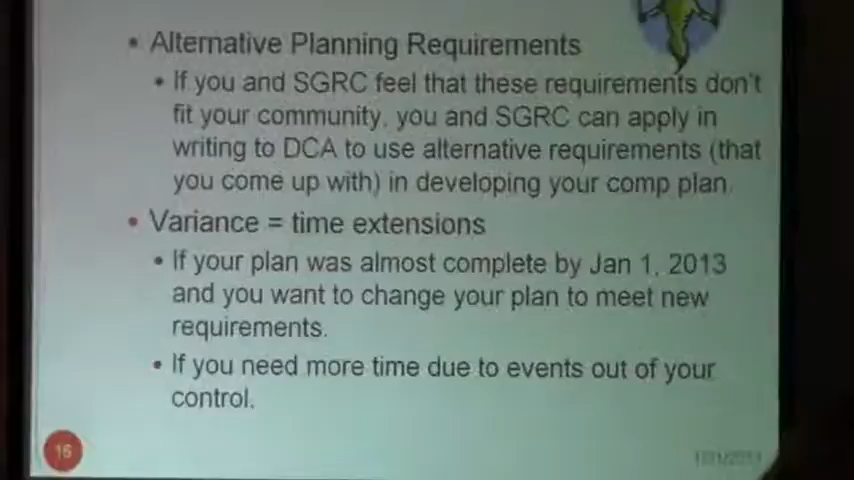 • Alternative Planning Requirements
• If you and SGRC feel that these requirements don't
fit your community, you and SGRC can apply in
writing to DCA to use alternative requirements (that
you come up with) in developing your comp plan.
• Variance = time extensions
• If your plan was almost complete by Jan 1, 2013
and you want to change your plan to meet new
requirements.
• If you need more time due to events out of your
control.
16